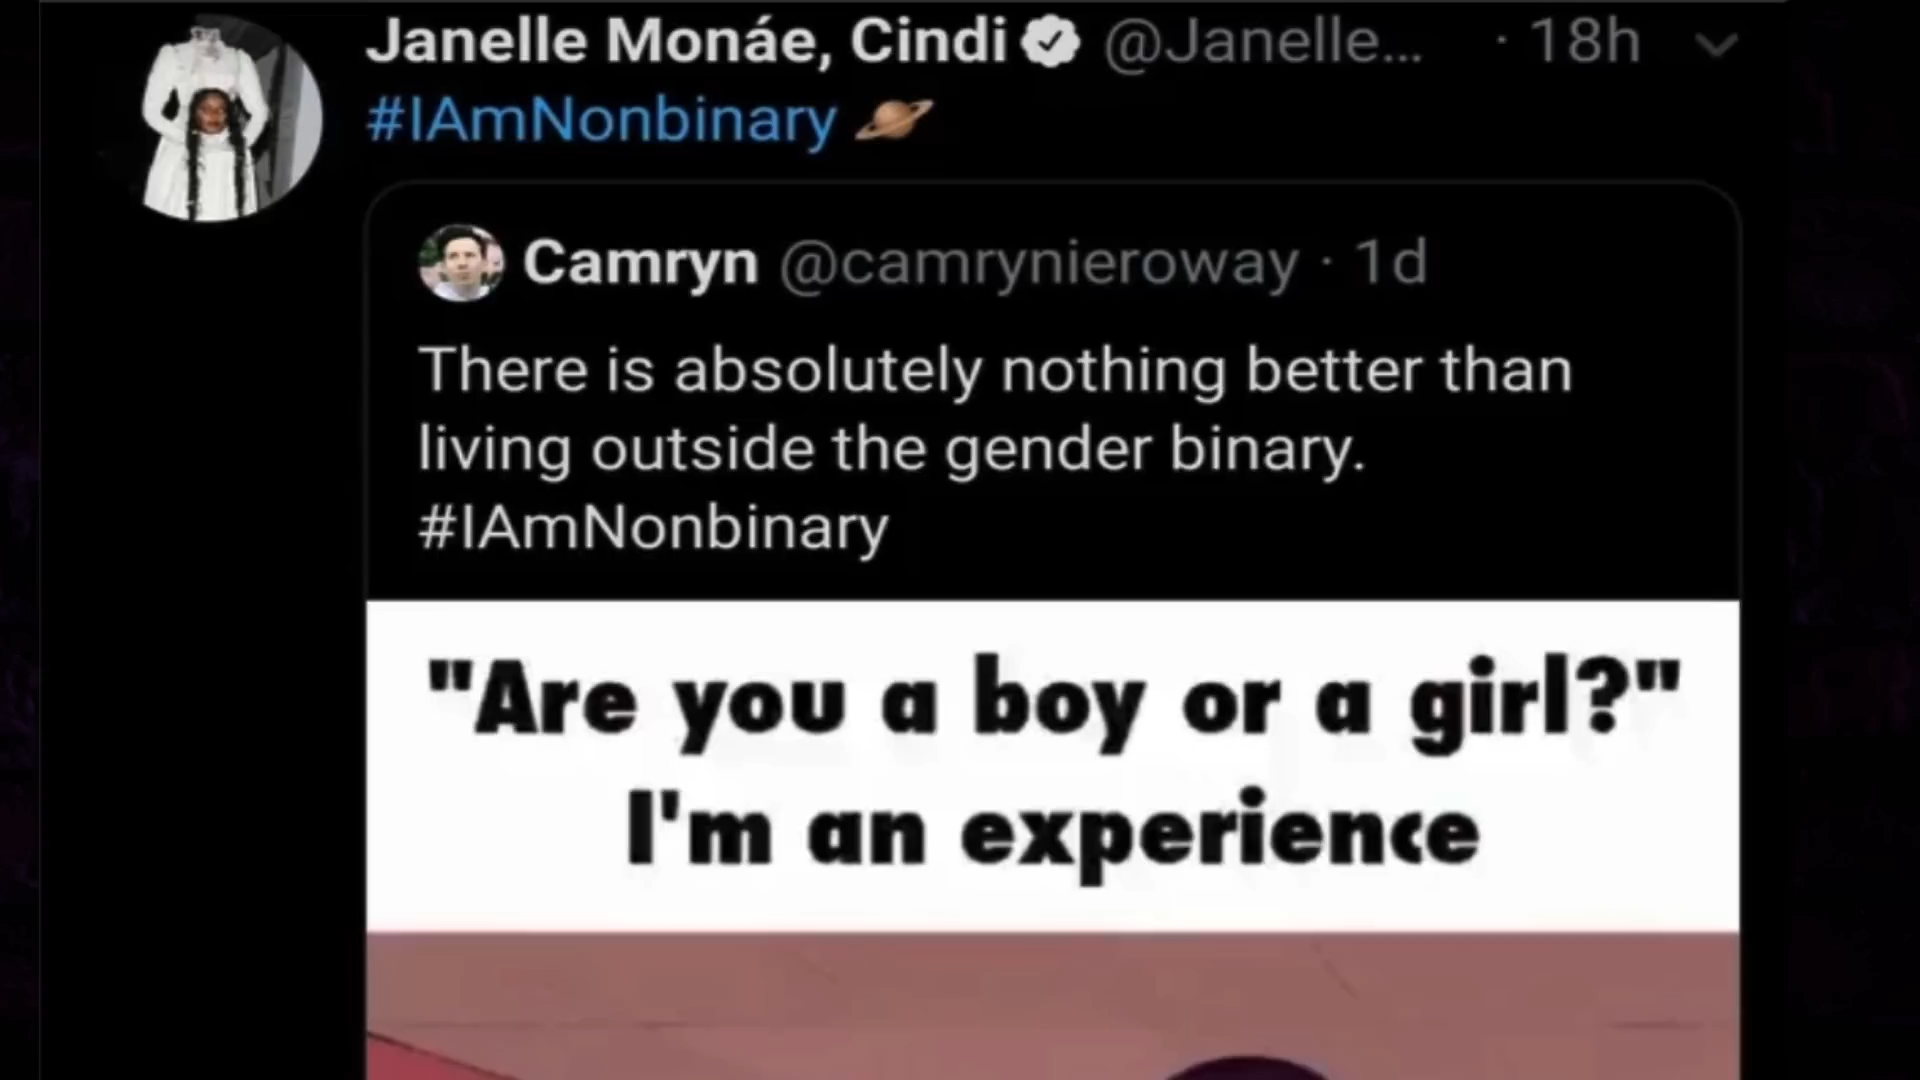 Janelle Monáe, Cindi @Janelle... · 18h
#IAmNonbinary 🪐
Camryn @camrynieroway · 1d
There is absolutely nothing better than
living outside the gender binary.
#IAmNonbinary
"Are you a boy or a girl?"
I'm an experience